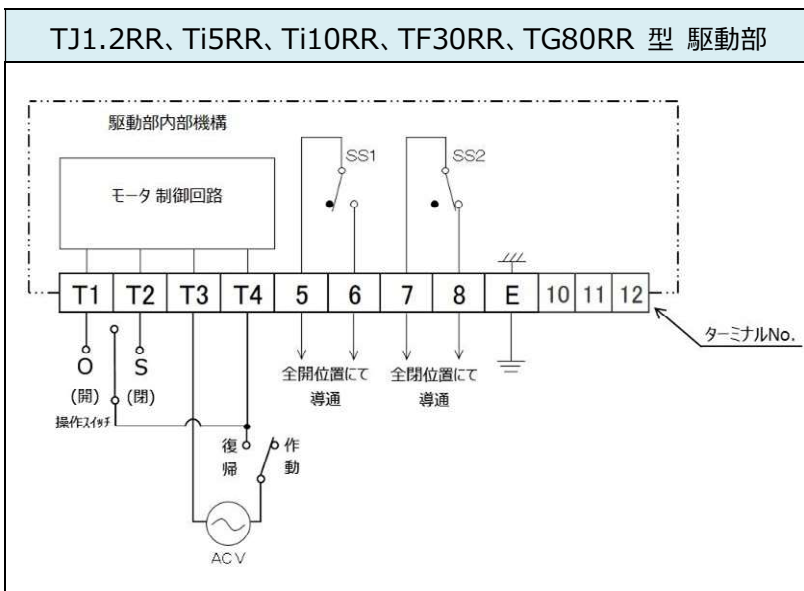 TJ1.2RR、Ti5RR、Ti10RR、TF30RR、TG80RR 型 駆動部
駆動部内部機構
モータ 制御回路
SS1
SS2
T1 T2 T3 T4 5 6 7 8 E 10 11 12
ターミナルNo.
O S
(開) (閉)
操作スイッチ
全開位置にて
導通
全閉位置にて
導通
復帰
作動
AC V